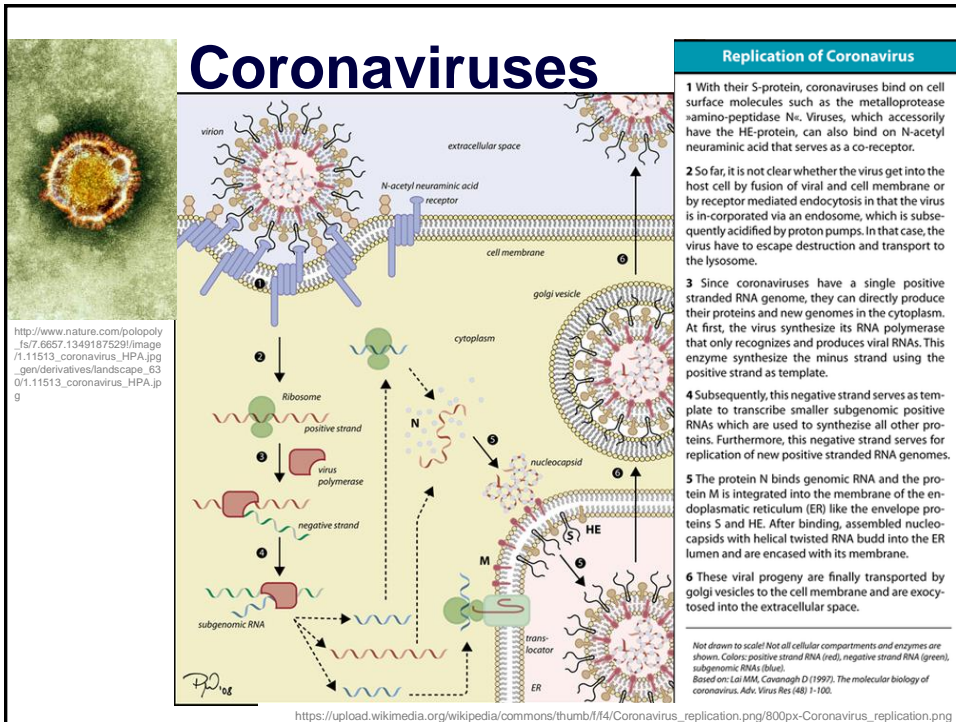 Coronaviruses
http://www.nature.com/polopoly
_fs/7.6657.1349187529!/image
/1.11513_coronavirus_HPA.jpg
_gen/derivatives/landscape_63
0/1.11513_coronavirus_HPA.jp
g
virion
extracellular space
N-acetyl neuraminic acid
receptor
cell membrane
1
6
golgi vesicle
cytoplasm
2
Ribosome
positive strand
N
5
3
virus
polymerase
nucleocapsid
6
negative strand
S
HE
4
M
5
subgenomic RNA
trans-
locator
ER
'08
Replication of Coronavirus
1 With their S-protein, coronaviruses bind on cell
surface molecules such as the metalloprotease
»amino-peptidase N«. Viruses, which accessorily
have the HE-protein, can also bind on N-acetyl
neuraminic acid that serves as a co-receptor.
2 So far, it is not clear whether the virus get into the
host cell by fusion of viral and cell membrane or
by receptor mediated endocytosis in that the virus
is in-corporated via an endosome, which is subse-
quently acidified by proton pumps. In that case, the
virus have to escape destruction and transport to
the lysosome.
3 Since coronaviruses have a single positive
stranded RNA genome, they can directly produce
their proteins and new genomes in the cytoplasm.
At first, the virus synthesize its RNA polymerase
that only recognizes and produces viral RNAs. This
enzyme synthesize the minus strand using the
positive strand as template.
4 Subsequently, this negative strand serves as tem-
plate to transcribe smaller subgenomic positive
RNAs which are used to synthezise all other pro-
teins. Furthermore, this negative strand serves for
replication of new positive stranded RNA genomes.
5 The protein N binds genomic RNA and the pro-
tein M is integrated into the membrane of the en-
doplasmatic reticulum (ER) like the envelope pro-
teins S and HE. After binding, assembled nucleo-
capsids with helical twisted RNA budd into the ER
lumen and are encased with its membrane.
6 These viral progeny are finally transported by
golgi vesicles to the cell membrane and are exocy-
tosed into the extracellular space.
Not drawn to scale! Not all cellular compartments and enzymes are
shown. Colors: positive strand RNA (red), negative strand RNA (green),
subgenomic RNAs (blue).
Based on: Lai MM, Cavanagh D (1997). The molecular biology of
coronavirus. Adv. Virus Res (48) 1-100.
https://upload.wikimedia.org/wikipedia/commons/thumb/f/f4/Coronavirus_replication.png/800px-Coronavirus_replication.png